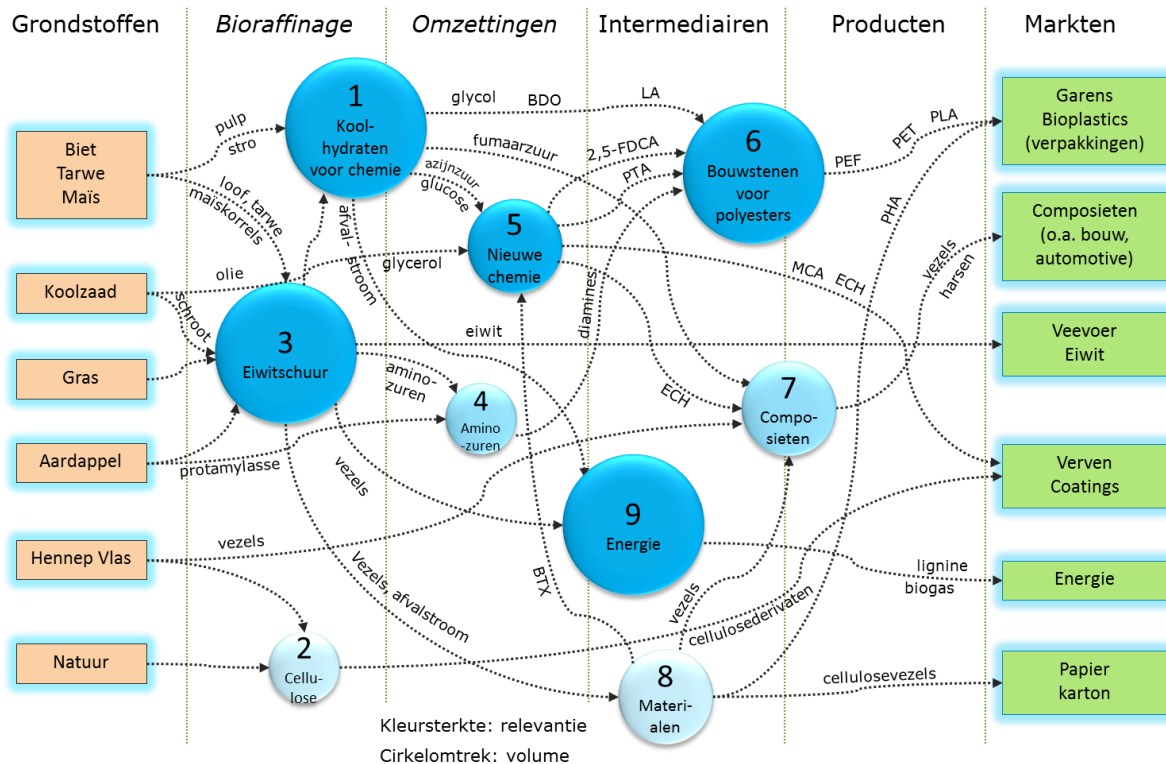 Grondstoffen
Bioraffinage
Omzettingen
Intermediairen
Producten
Markten
Biet
Tarwe
Maïs
Koolzaad
Gras
Aardappel
Hennep Vlas
Natuur
pulp
stro
loof, tarwe
maïskorrels
olie
schroot
protamylasse
vezels
1
Kool-
hydraten
voor chemie
3
Eiwitschuur
2
Cellu-
lose
afval-
stroom
glycerol
azijnzuur
glucose
glycol
BDO
LA
fumaarzuur
5
Nieuwe
chemie
amino-
zuren
4
Amino
-zuren
eiwit
vezels
Vezels, afvalstroom
2,5-FDCA
PTA
diamines
ECH
BTX
6
Bouwstenen
voor
polyesters
9
Energie
7
Compo-
sieten
8
Materi-
alen
vezels
cellulosederivaten
MCA
ECH
PEF
PET
PLA
PHA
vezels
harsen
lignine
biogas
cellulosevezels
Garens
Bioplastics
(verpakkingen)
Composieten
(o.a. bouw,
automotive)
Veevoer
Eiwit
Verven
Coatings
Energie
Papier
karton
Kleursterkte: relevantie
Cirkelomtrek: volume